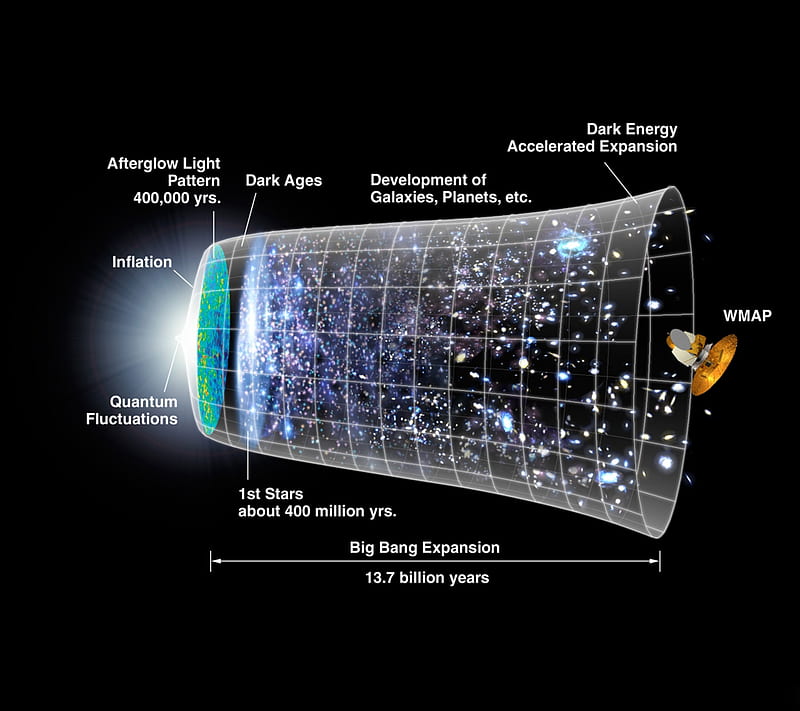 Dark Energy
Accelerated Expansion
Afterglow Light
Pattern
400,000 yrs.
Dark Ages
Development of
Galaxies, Planets, etc.
Inflation
WMAP
Quantum
Fluctuations
1st Stars
about 400 million yrs.
Big Bang Expansion
13.7 billion years